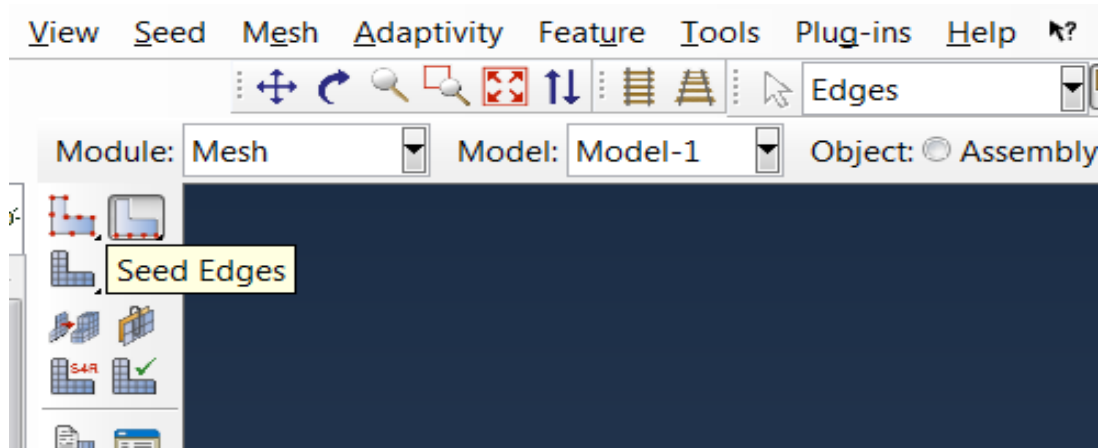 View Seed Mesh Adaptivity Feature Tools Plug-ins Help ?
Edges
Module: Mesh Model: Model-1 Object: Assembly
Seed Edges
S4R